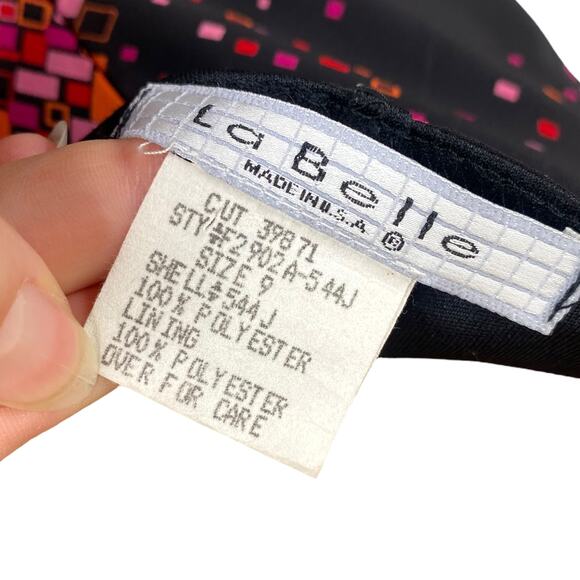 La Belle
MADE IN U.S.A. ®
CUT 39871
STY#F2902A-544J
SIZE 9
SHELL#544J
100% POLYESTER
LINING
100% POLYESTER
OVER FOR CARE